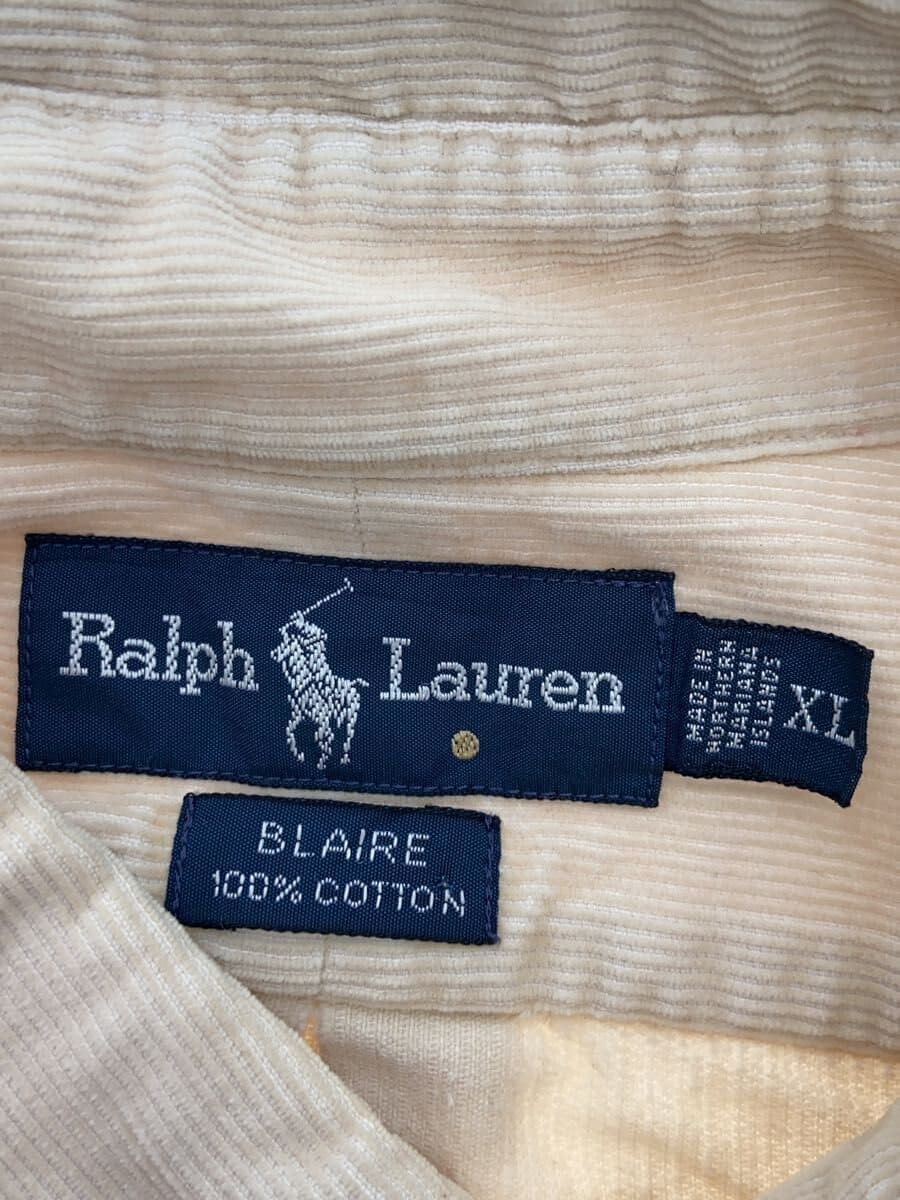 Ralph Lauren
MADE IN
NORTHERN
MARIANA
ISLANDS
XL
BLAIRE
100% COTTON